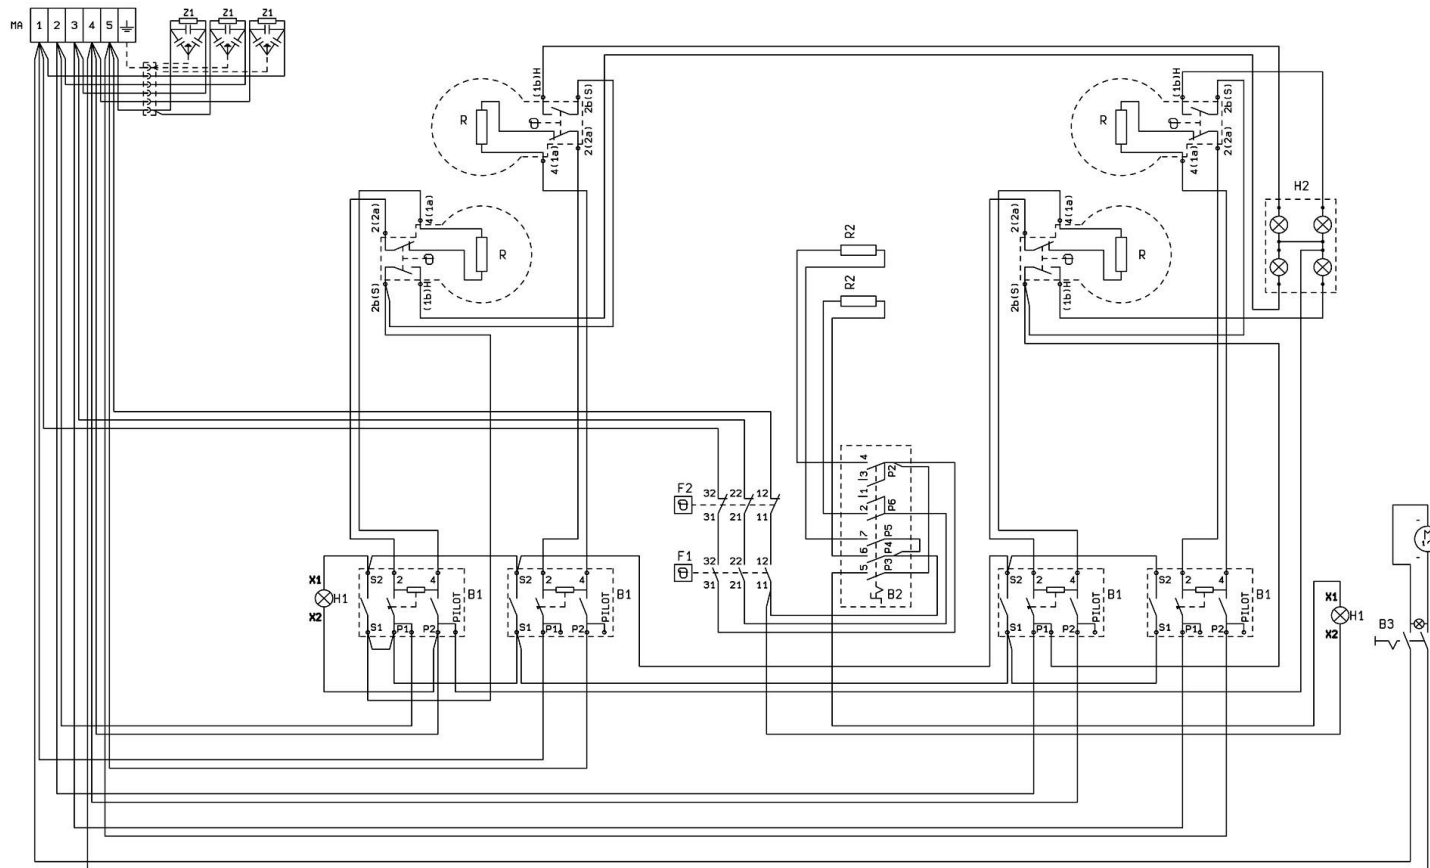 Z1 Z1 Z1
MA 1 2 3 4 5
(1b)H 2b(S) (1b)H 2b(S)
R R
4(1a) 2(2a) 4(1a) 2(2a)
H2
2(2a) 4(1a) 2(2a) 4(1a)
R2
R R
R2
2b(S) (1b)H 2b(S) (1b)H
4
3 P2
1
F2 32 22 12
2 P6
31 21 11
7 P5
6 P4
F1 32 22 12
5 P3
31 21 11
B2
S2 2 4 S2 2 4 S2 2 4 S2 2 4
X1 H1 X2
PILOT B1 PILOT B1 PILOT B1 PILOT B1
S1 P1 P2 S1 P1 P2 S1 P1 P2 S1 P1 P2
X1 H1 X2
B3